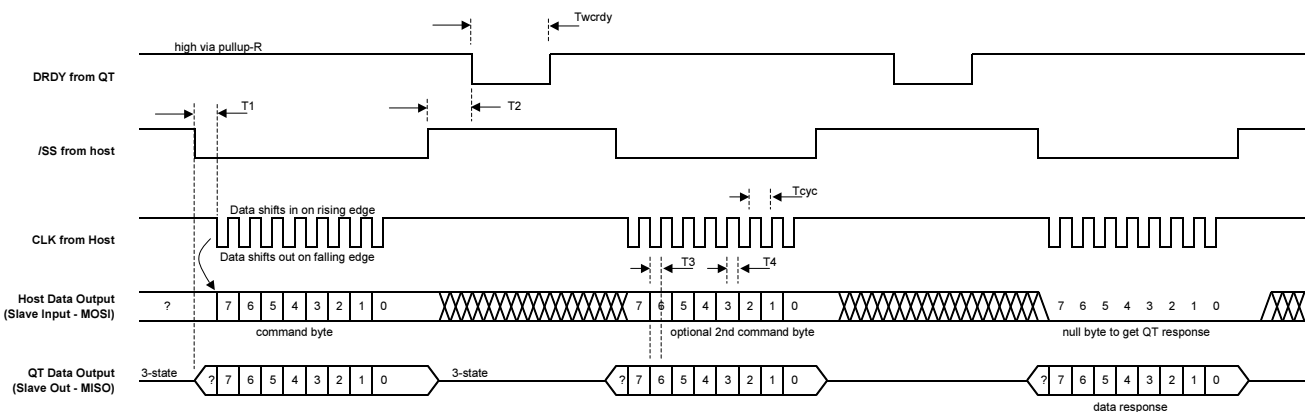 Twcrdy
high via pullup-R
DRDY from QT
T1
T2
/SS from host
Tcyc
Data shifts in on rising edge
CLK from Host
Data shifts out on falling edge
T3
T4
Host Data Output
(Slave Input - MOSI)
? 7 6 5 4 3 2 1 0
7 6 5 4 3 2 1 0
7 6 5 4 3 2 1 0
command byte
optional 2nd command byte
null byte to get QT response
QT Data Output
(Slave Out - MISO)
3-state
? 7 6 5 4 3 2 1 0
3-state
? 7 6 5 4 3 2 1 0
? 7 6 5 4 3 2 1 0
data response